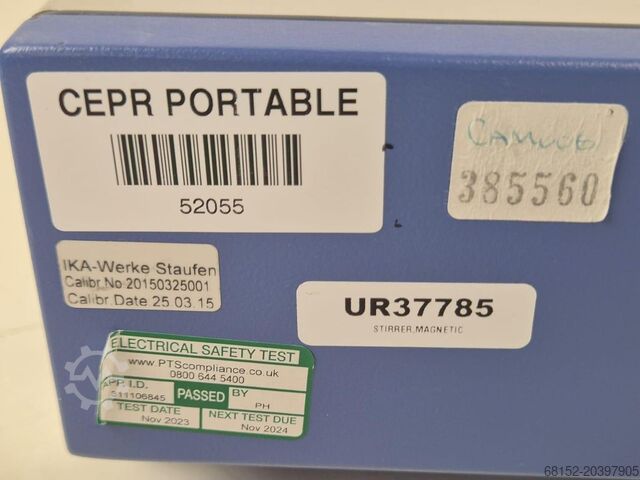 CEPR PORTABLE
52055
CAMV06
385560
IKA-Werke Staufen
Calibr.No:20150325001
Calibr.Date:25.03.15
UR37785
STIRRER,MAGNETIC
ELECTRICAL SAFETY TEST
www.PTScompliance.co.uk
0800 644 5400
APP. I.D.
511106845
PASSED
BY
PH
TEST DATE
Nov 2023
NEXT TEST DUE
Nov 2024
68152-20397905